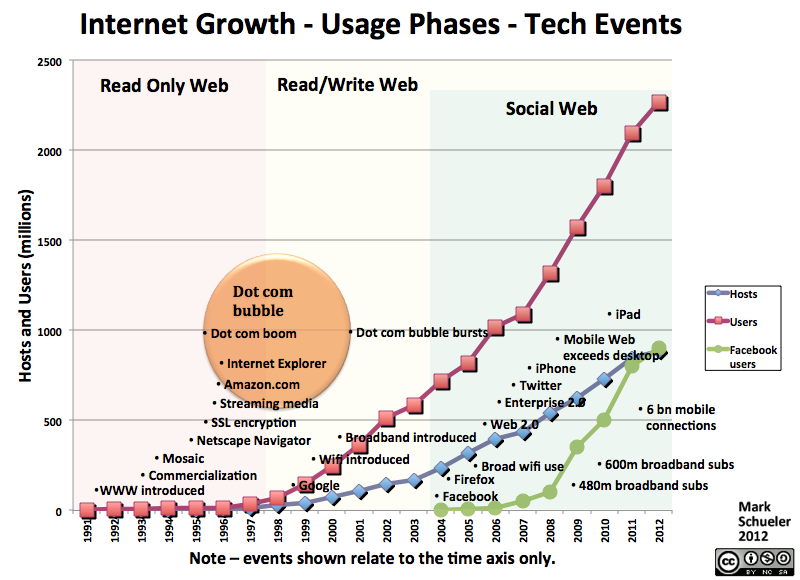 Internet Growth - Usage Phases - Tech Events
Hosts and Users (millions)
2500
2000
1500
1000
500
0
Read Only Web
Read/Write Web
Social Web
Dot com
bubble
• Dot com boom
• Internet Explorer
• Amazon.com
• Streaming media
• SSL encryption
• Netscape Navigator
• Mosaic
• Commercialization
• WWW introduced
• Dot com bubble bursts
• Broadband introduced
• Wifi introduced
• Google
• iPad
• Mobile Web
exceeds desktop
• iPhone
• Twitter
• Enterprise 2.0
• Web 2.0
• Broad wifi use
• Firefox
• Facebook
• 6 bn mobile
connections
• 600m broadband subs
• 480m broadband subs
Hosts
Users
Facebook
users
1991
1992
1993
1994
1995
1996
1997
1998
1999
2000
2001
2002
2003
2004
2005
2006
2007
2008
2009
2010
2011
2012
Note – events shown relate to the time axis only.
Mark
Schueler
2012
cc
BY NC SA